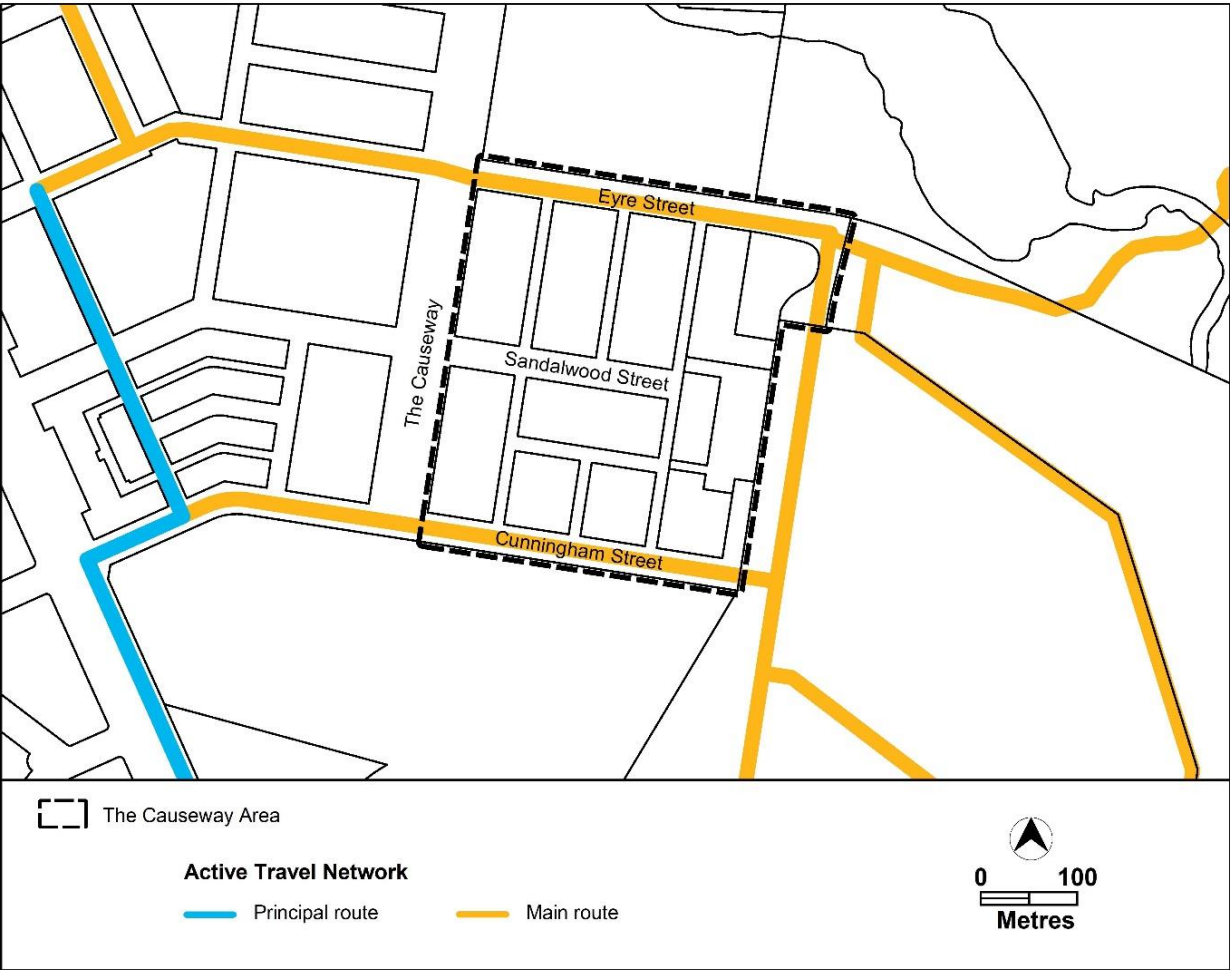 Eyre Street
The Causeway
Sandalwood Street
Cunningham Street
The Causeway Area
Active Travel Network
Principal route
Main route
0 100
Metres